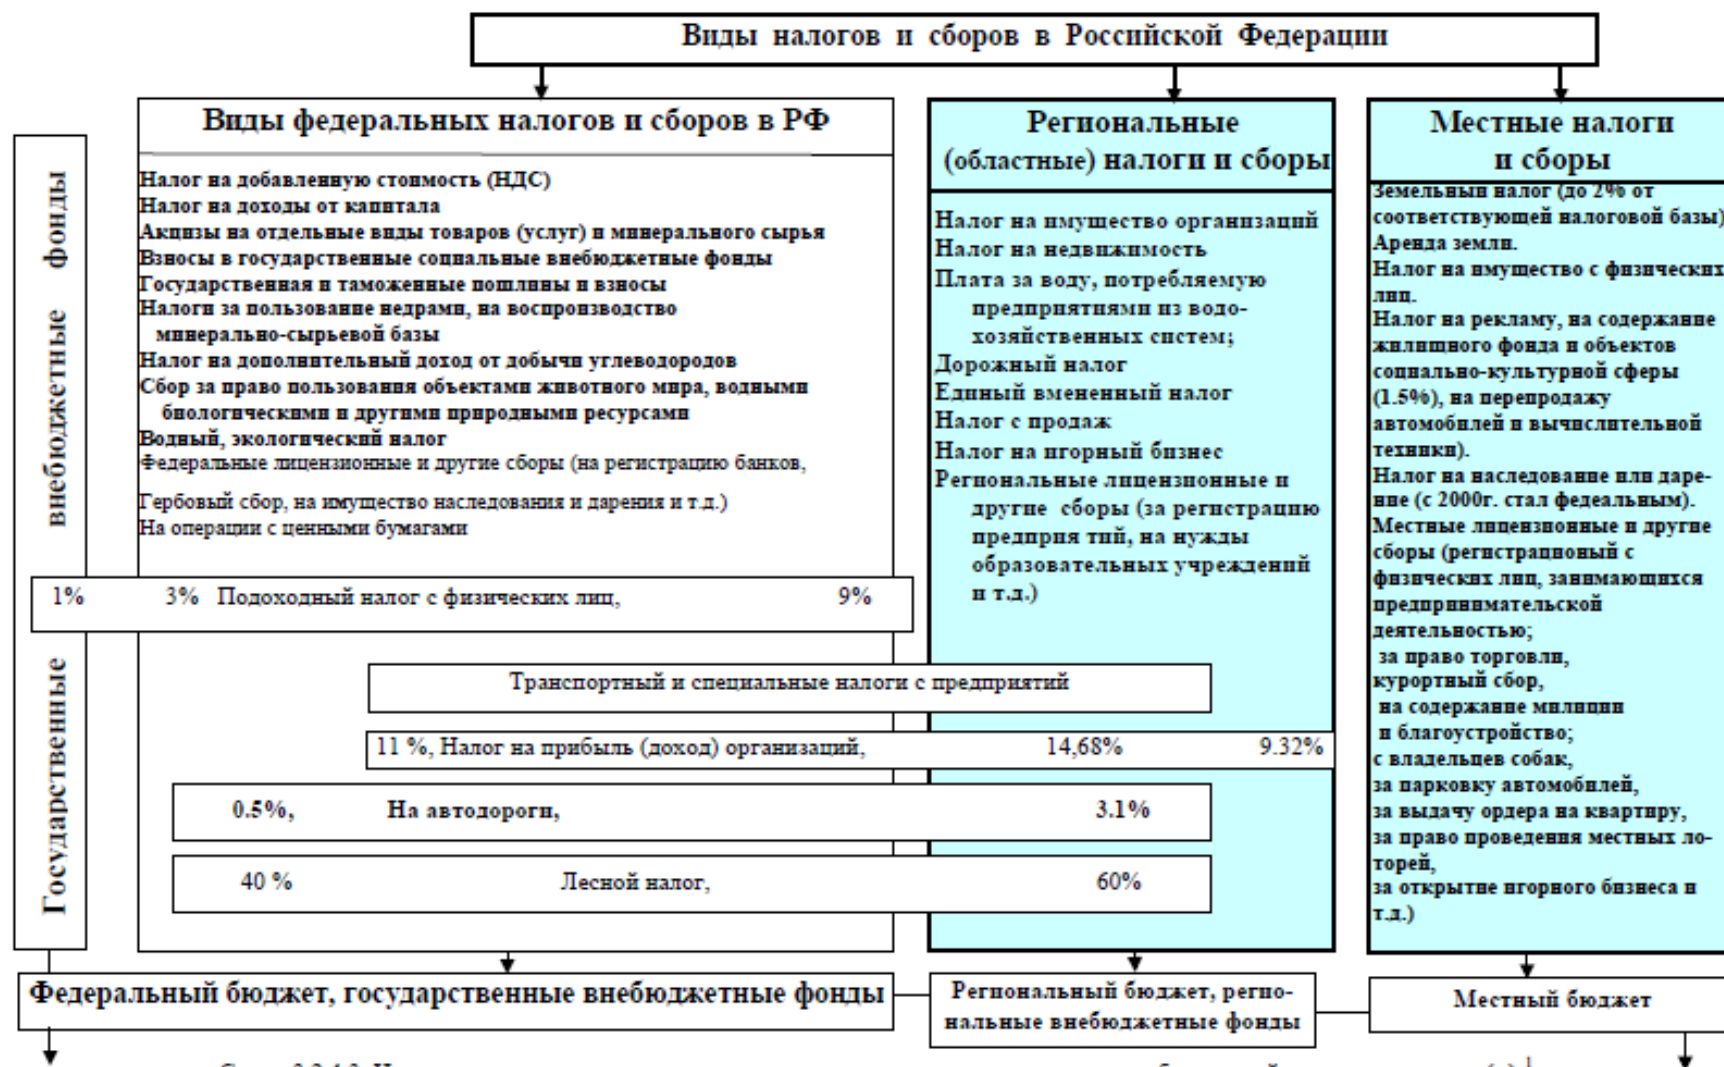 Виды налогов и сборов в Российской Федерации
Виды федеральных налогов и сборов в РФ
Налог на добавленную стоимость (НДС)
Налог на доходы от капитала
Акцизы на отдельные виды товаров (услуг) и минерального сырья
Взносы в государственные социальные внебюджетные фонды
Государственная и таможенные пошлины и взносы
Налоги за пользование недрами, на воспроизводство
минерально-сырьевой базы
Налог на дополнительный доход от добычи углеводородов
Сбор за право пользования объектами животного мира, водными
биологическими и другими природными ресурсами
Водный, экологический налог
Федеральные лицензионные и другие сборы (на регистрацию банков,
Гербовый сбор, на имущество наследования и дарения и т.д.)
На операции с ценными бумагами
Государственные внебюджетные фонды
1% 3% Подоходный налог с физических лиц, 9%
Транспортный и специальные налоги с предприятий
11 %, Налог на прибыль (доход) организаций, 14,68% 9.32%
0.5%, На автодороги, 3.1%
40 % Лесной налог, 60%
Региональные
(областные) налоги и сборы
Налог на имущество организаций
Налог на недвижимость
Плата за воду, потребляемую
предприятиями из водо-
хозяйственных систем;
Дорожный налог
Единый вмененный налог
Налог с продаж
Налог на игорный бизнес
Региональные лицензионные и
другие сборы (за регистрацию
предприя тий, на нужды
образовательных учреждений
и т.д.)
Местные налоги
и сборы
Земельный налог (до 2% от
соответствующей налоговой базы)
Аренда земли.
Налог на имущество с физических
лиц.
Налог на рекламу, на содержание
жилищного фонда и объектов
социально-культурной сферы
(1.5%), на перепродажу
автомобилей и вычислительной
техники).
Налог на наследование или даре-
ние (с 2000г. стал федеальным).
Местные лицензионные и другие
сборы (регистрационый с
физических лиц, занимающихся
предпринимательской
деятельностью;
за право торговли,
курортный сбор,
на содержание милиции
и благоустройство;
с владельцев собак,
за парковку автомобилей,
за выдачу ордера на квартиру,
за право проведения местных ло-
торей,
за открытие игорного бизнеса и
т.д.)
Федеральный бюджет, государственные внебюджетные фонды
Региональный бюджет, регио-
нальные внебюджетные фонды
Местный бюджет